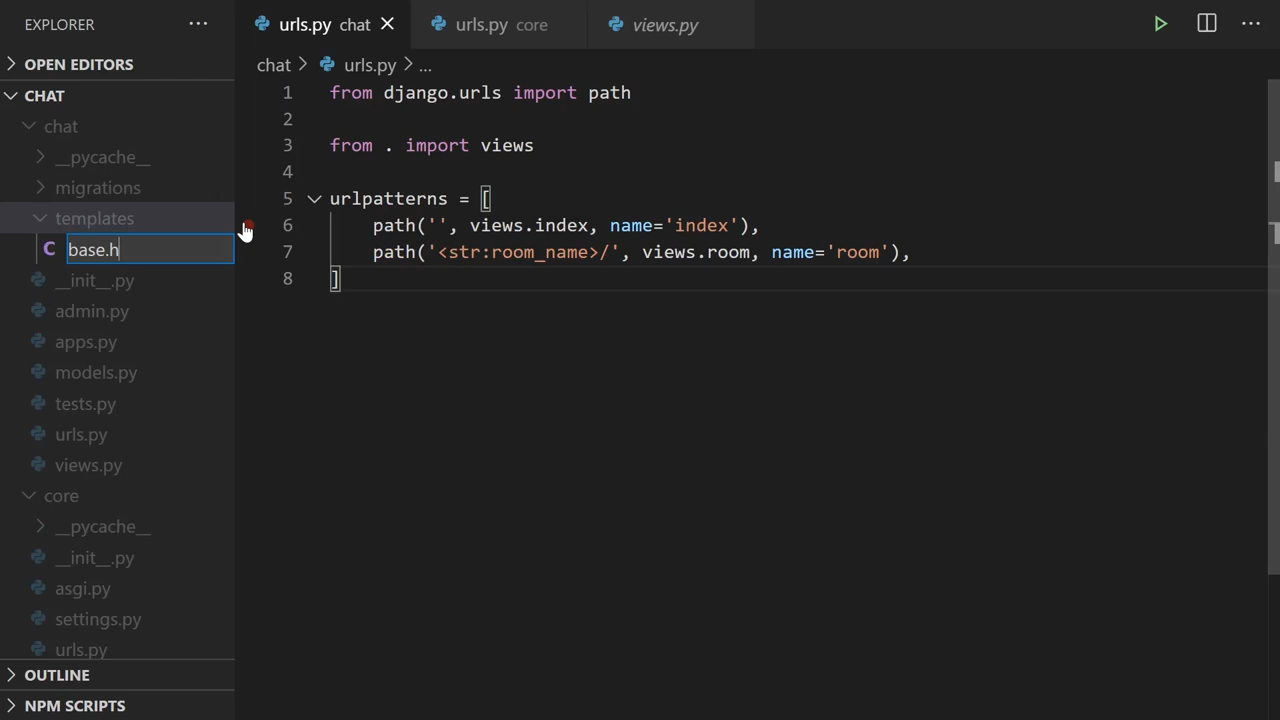 EXPLORER
OPEN EDITORS
CHAT
chat
__pycache__
migrations
templates
C base.h
__init__.py
admin.py
apps.py
models.py
tests.py
urls.py
views.py
core
__pycache__
__init__.py
asgi.py
settings.py
urls.py
OUTLINE
NPM SCRIPTS
urls.py chat
urls.py core
views.py
chat > urls.py > ...
1 from django.urls import path
2
3 from . import views
4
5 urlpatterns = [
6 path('', views.index, name='index'),
7 path('<str:room_name>/', views.room, name='room'),
8 ]